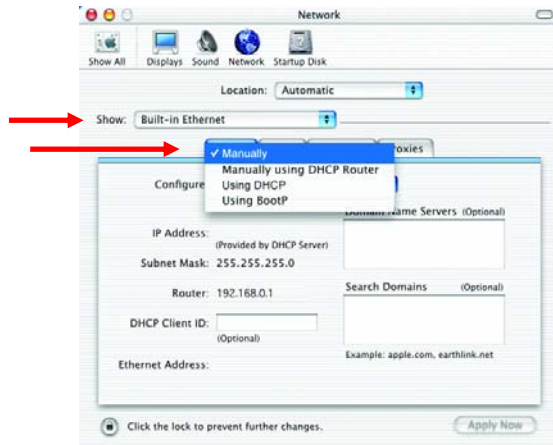 Network
Show All Displays Sound Network Startup Disk
Location: Automatic
Show: Built-in Ethernet
✓ Manually
Manually using DHCP Router
Using DHCP
Using BootP
Configure
IP Address:
(Provided by DHCP Server)
Subnet Mask: 255.255.255.0
Router: 192.168.0.1
DHCP Client ID:
(Optional)
Ethernet Address:
Domain Name Servers (Optional)
Search Domains (Optional)
Example: apple.com, earthlink.net
Click the lock to prevent further changes.
Apply Now